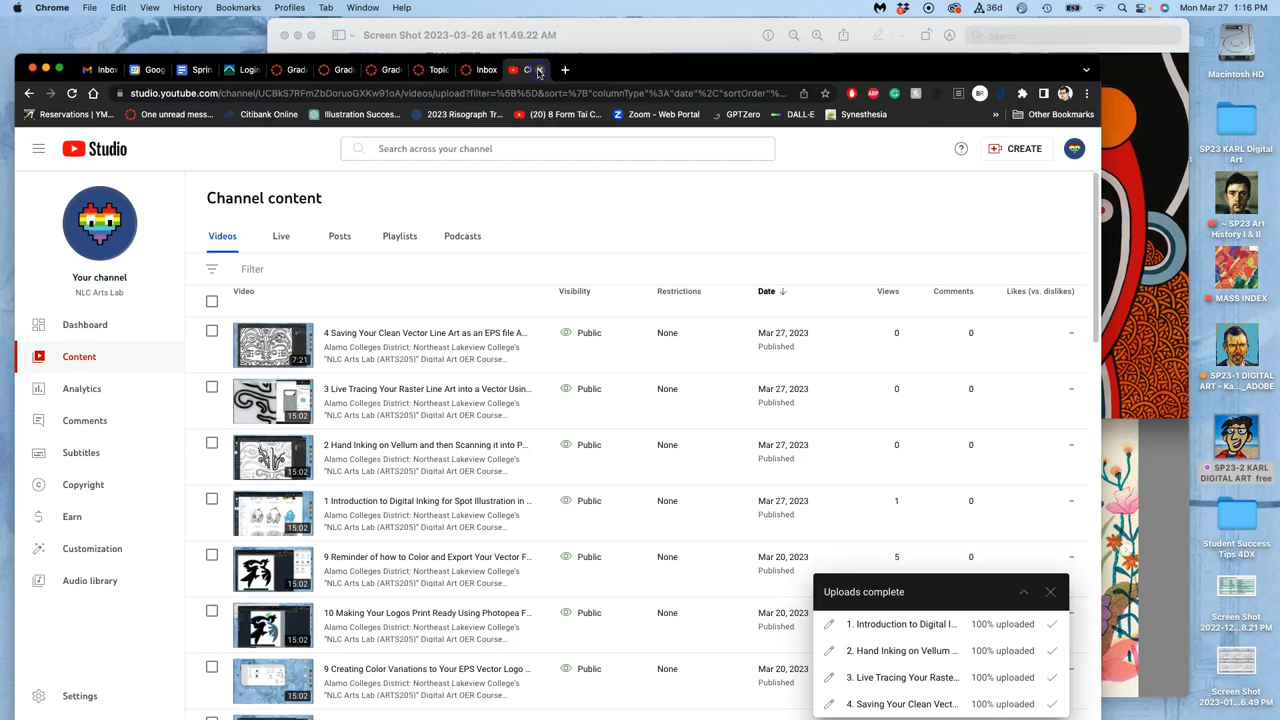 Chrome File Edit View History Bookmarks Profiles Tab Window Help 36d Mon Mar 27 1:16 PM
Screen Shot 2023-03-26 at 11.49.22 AM Search
Inbox Goog Sprin Login Grade Grade Grade Topic Inbox
studio.youtube.com/channel/UCBkS7RFmZbDoruoGXKw91oA/videos/upload?filter=%5B%5D&sort=%7B"columnType"%3A"date"%2C"sortOrder"...
Reservations | YM... One unread mess... Citibank Online Illustration Succes... 2023 Risograph Tr... (20) 8 Form Tai C... Zoom - Web Portal GPTZero DALL·E Synesthesia » Other Bookmarks
Studio Search across your channel CREATE
Your channel
NLC Arts Lab
Dashboard
Content
Analytics
Comments
Subtitles
Copyright
Earn
Customization
Audio library
Settings
Channel content
Videos Live Posts Playlists Podcasts
Filter
Video Visibility Restrictions Date Views Comments Likes (vs. dislikes)
4 Saving Your Clean Vector Line Art as an EPS file A... Public None Mar 27, 2023 0 0 –
Alamo Colleges District: Northeast Lakeview College's Published
"NLC Arts Lab (ARTS205)" Digital Art OER Course...
7:21
3 Live Tracing Your Raster Line Art into a Vector usin... Public None Mar 27, 2023 0 0 –
Alamo Colleges District: Northeast Lakeview College's Published
"NLC Arts Lab (ARTS205)" Digital Art OER Course...
15:02
2 Hand Inking on Vellum and then Scanning it into P... Public None Mar 27, 2023 0 0 –
Alamo Colleges District: Northeast Lakeview College's Published
"NLC Arts Lab (ARTS205)" Digital Art OER Course...
15:02
1 Introduction to Digital Inking for Spot Illustration in ... Public None Mar 27, 2023 1 0 –
Alamo Colleges District: Northeast Lakeview College's Published
"NLC Arts Lab (ARTS205)" Digital Art OER Course...
15:02
9 Reminder of how to Color and Export Your Vector F... Public None Mar 20, 2023 5 0 –
Alamo Colleges District: Northeast Lakeview College's Published
"NLC Arts Lab (ARTS205)" Digital Art OER Course...
15:02
10 Making Your Logos Print Ready Using Photopea F... Public None Mar 20, 2023
Alamo Colleges District: Northeast Lakeview College's Published
"NLC Arts Lab (ARTS205)" Digital Art OER Course...
15:02
9 Creating Color Variations to Your EPS Vector Logo... Public None Mar 20, 2023
Alamo Colleges District: Northeast Lakeview College's Published
"NLC Arts Lab (ARTS205)" Digital Art OER Course...
15:02
Uploads complete
1. Introduction to Digital I... 100% uploaded
2. Hand Inking on Vellum ... 100% uploaded
3. Live Tracing Your Raste... 100% uploaded
4. Saving Your Clean Vect... 100% uploaded
Macintosh HD
SP23 KARL Digital
Art
~ SP23 Art
History I & II
MASS INDEX
SP23-1 DIGITAL
ART - Ka..._ADOBE
SP23-2 KARL
DIGITAL ART free
Student Success
Tips 4DX
Screen Shot
2022-12...8.21 PM
Screen Shot
2023-01...6.49 PM